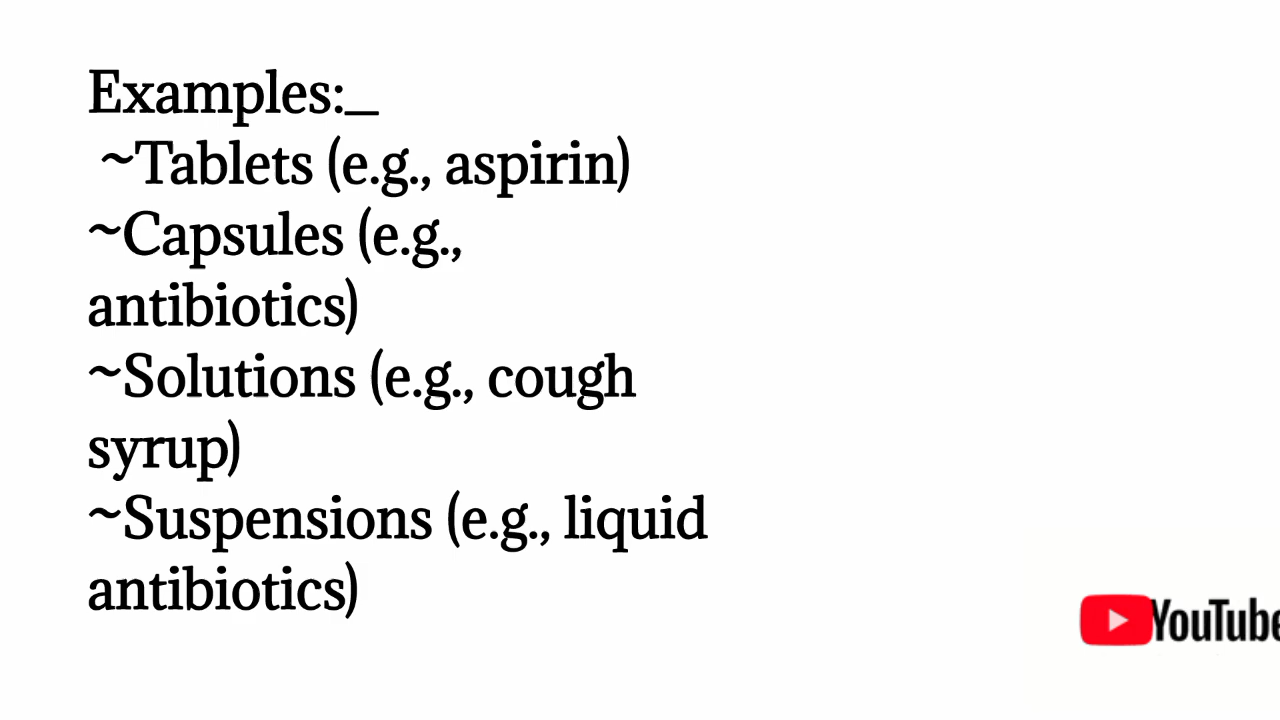 Examples:_
~Tablets (e.g., aspirin)
~Capsules (e.g.,
antibiotics)
~Solutions (e.g., cough
syrup)
~Suspensions (e.g., liquid
antibiotics)
YouTube